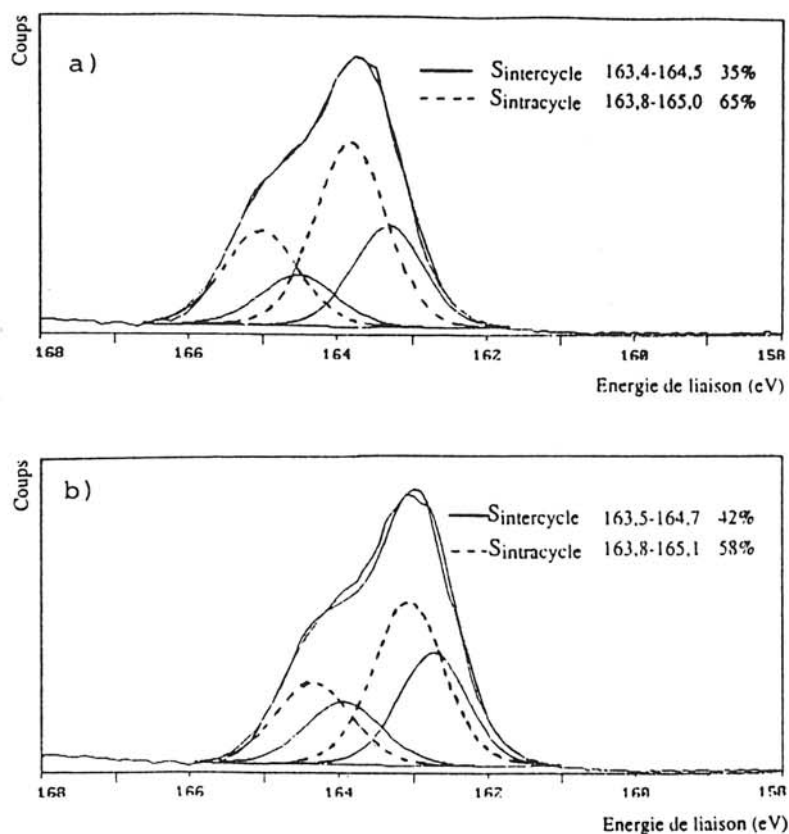 Coups
a)
Sintercycle 163,4-164,5 35%
Sintracycle 163,8-165,0 65%
168 166 164 162 160 158
Energie de liaison (eV)
Coups
b)
Sintercycle 163,5-164,7 42%
Sintracycle 163,8-165,1 58%
168 166 164 162 160 158
Energie de liaison (eV)